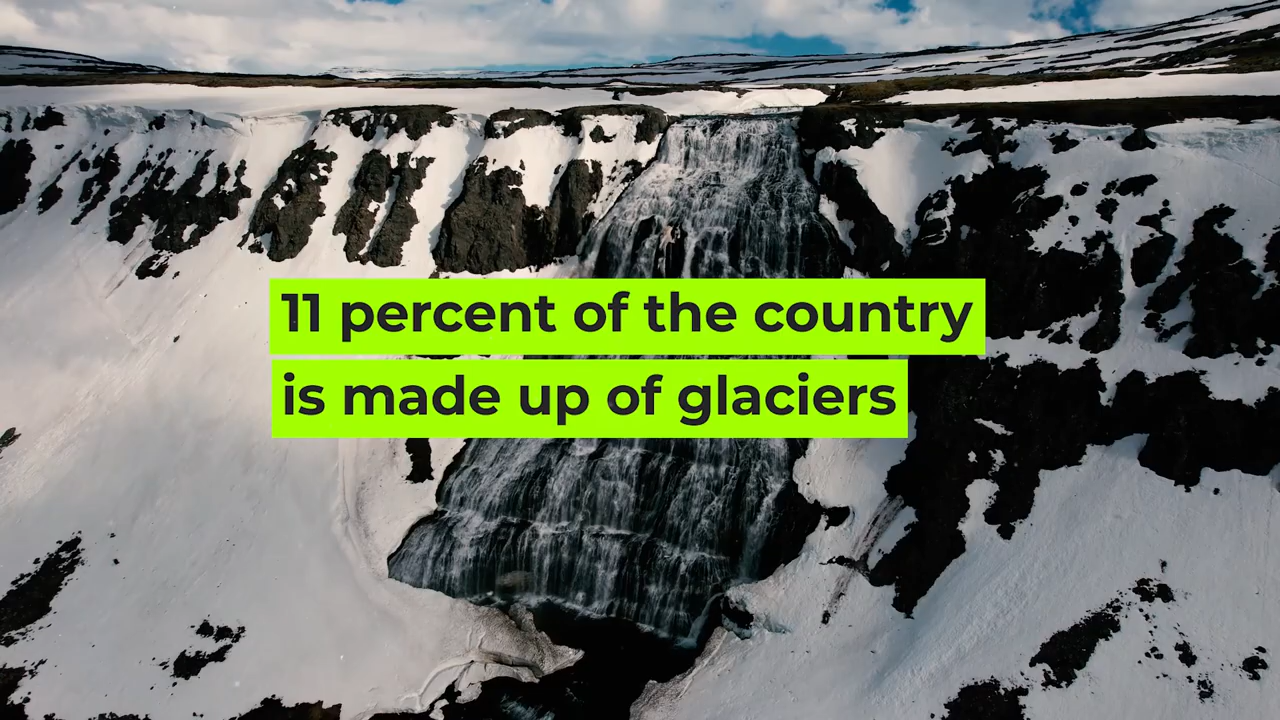 11 percent of the country
is made up of glaciers